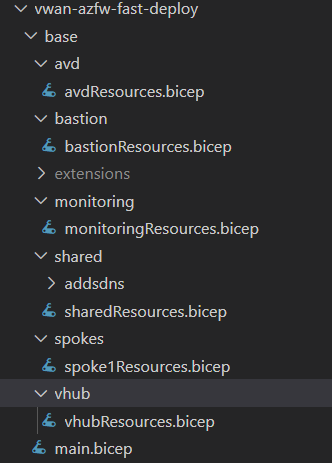 vwan-azfw-fast-deploy
base
avd
avdResources.bicep
bastion
bastionResources.bicep
extensions
monitoring
monitoringResources.bicep
shared
addsdns
sharedResources.bicep
spokes
spoke1Resources.bicep
vhub
vhubResources.bicep
main.bicep